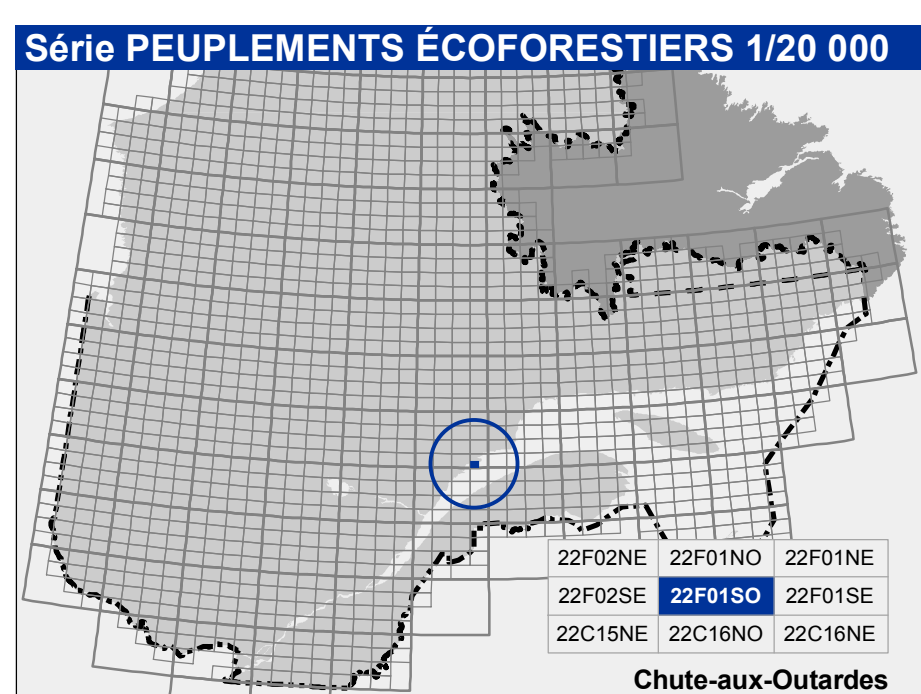 Série PEUPLEMENTS ÉCOFORESTIERS 1/20 000
22F02NE 22F01NO 22F01NE
22F02SE 22F01SO 22F01SE
22C15NE 22C16NO 22C16NE
Chute-aux-Outardes